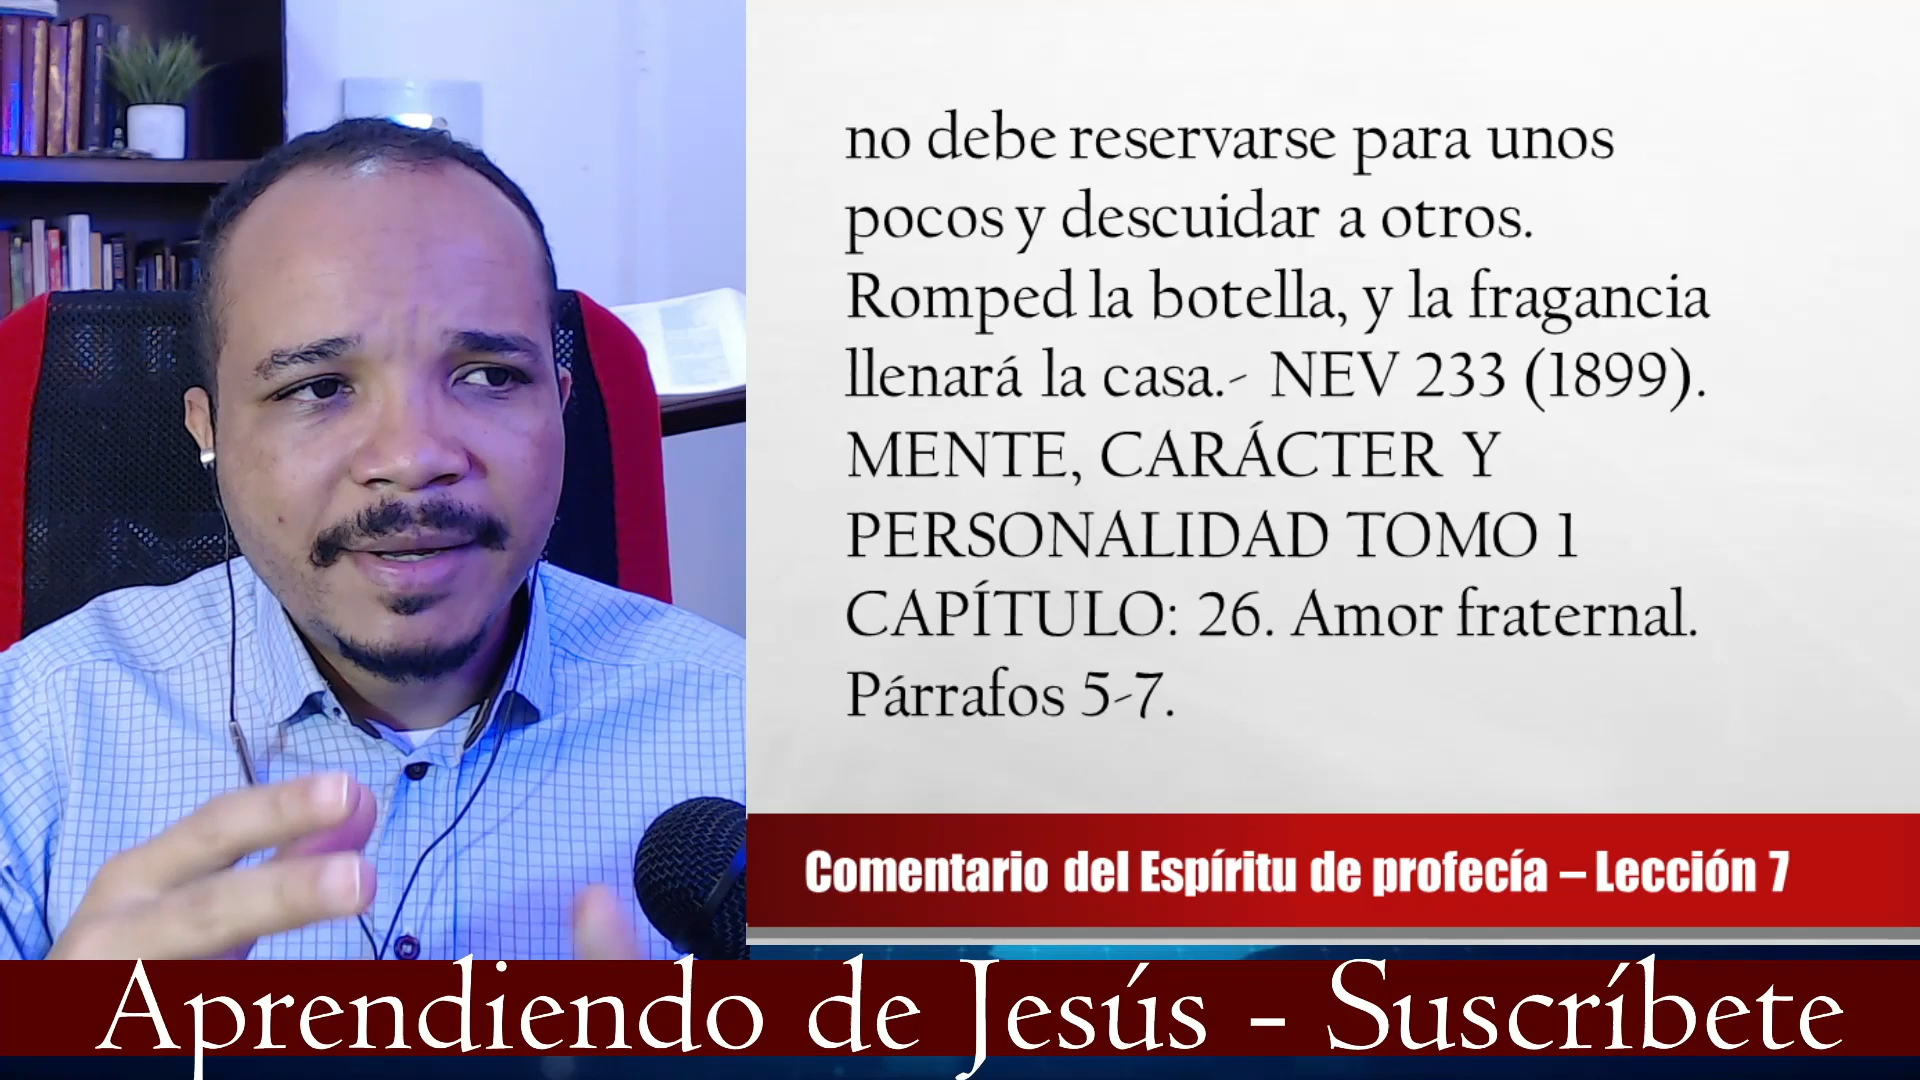 no debe reservarse para unos
pocos y descuidar a otros.
Romped la botella, y la fragancia
llenará la casa.- NEV 233 (1899).
MENTE, CARÁCTER Y
PERSONALIDAD TOMO 1
CAPÍTULO: 26. Amor fraternal.
Párrafos 5-7.
Comentario del Espíritu de profecía – Lección 7
Aprendiendo de Jesús - Suscríbete